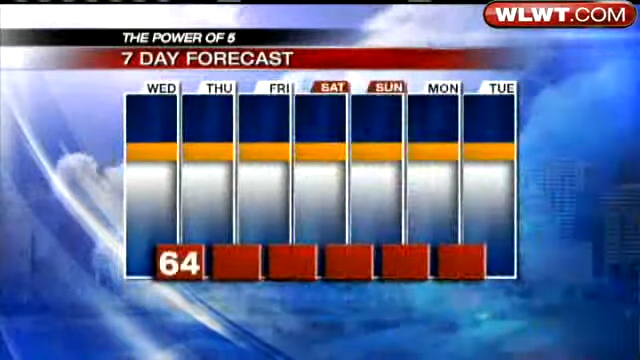 WLWT.COM
THE POWER OF 5
7 DAY FORECAST
WED THU FRI SAT SUN MON TUE
64